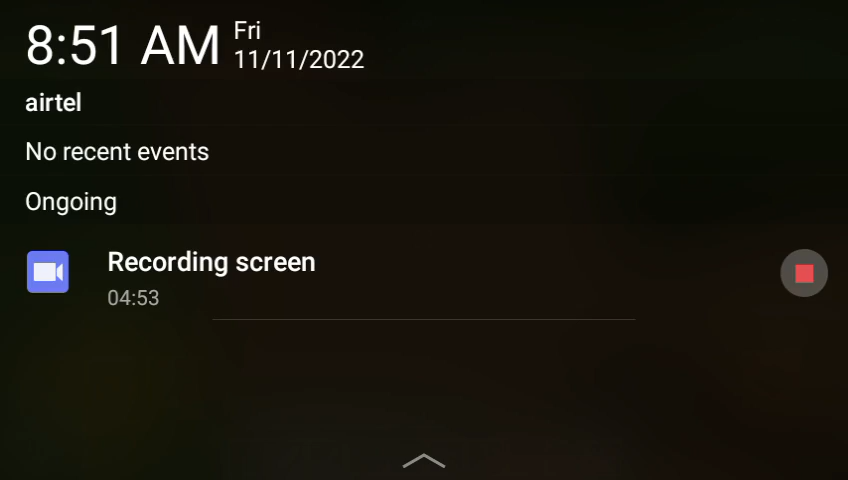 8:51 AM
Fri
11/11/2022
airtel
No recent events
Ongoing
Recording screen
04:53